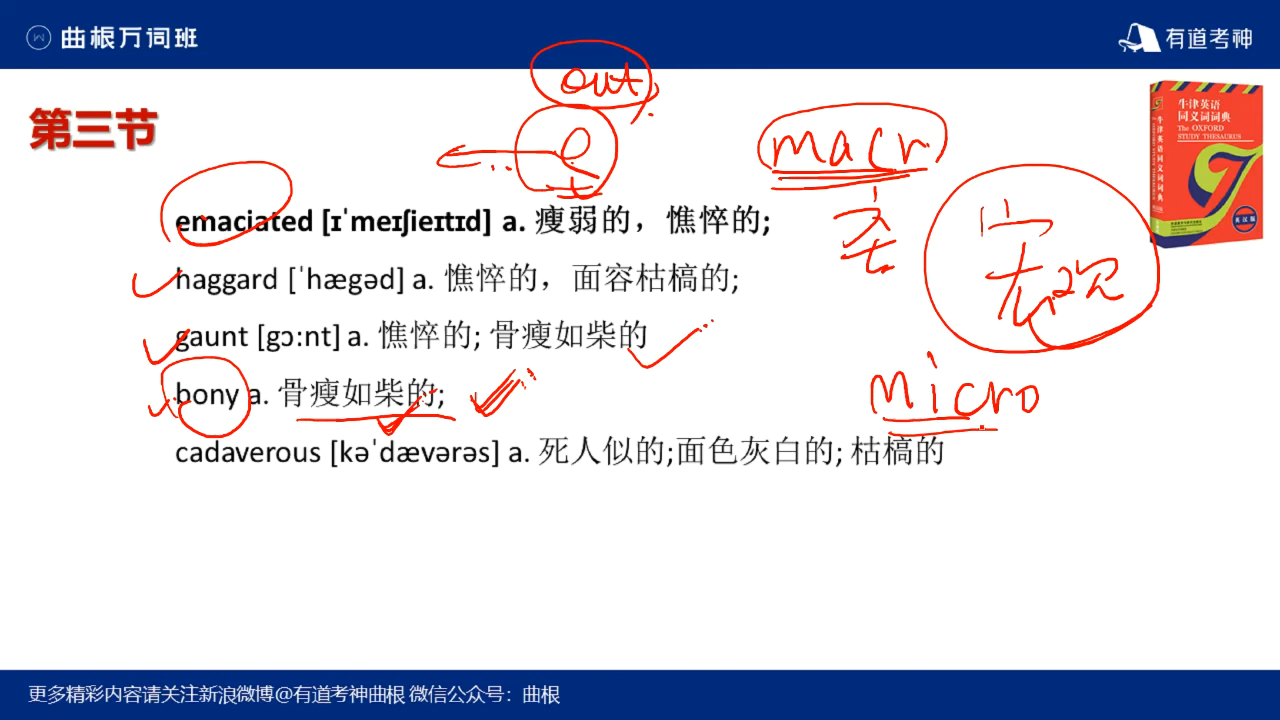 曲根万词班
有道考神
第三节
out
e
macr
牛津英语
同义词词典
The OXFORD
STUDY THESAURUS
英汉版
emaciated [ɪˈmeɪʃieɪtɪd] a. 瘦弱的，憔悴的;
haggard [ˈhægəd] a. 憔悴的，面容枯槁的;
gaunt [gɔ:nt] a. 憔悴的; 骨瘦如柴的
bony a. 骨瘦如柴的;
micro
cadaverous [kəˈdævərəs] a. 死人似的;面色灰白的; 枯槁的
宏观
更多精彩内容请关注新浪微博@有道考神曲根 微信公众号：曲根